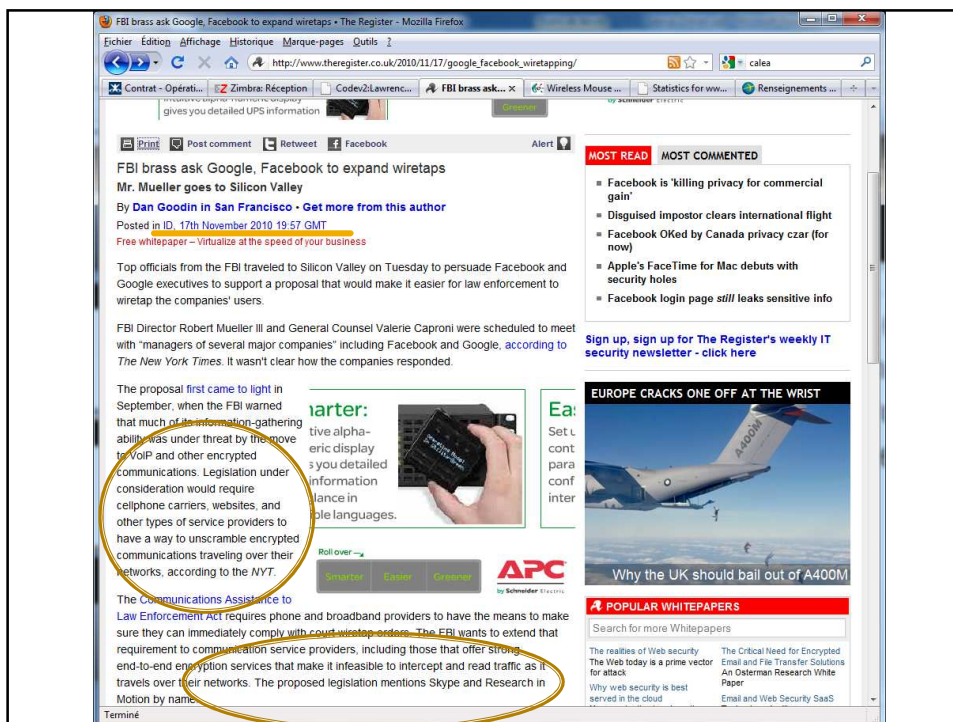 FBI brass ask Google, Facebook to expand wiretaps • The Register - Mozilla Firefox
Fichier Édition Affichage Historique Marque-pages Outils ?
http://www.theregister.co.uk/2010/11/17/google_facebook_wiretapping/
calea
Contrat - Opérati...
Zimbra: Réception
Codev2:Lawrenc...
FBI brass ask... ×
Wireless Mouse ...
Statistics for ww...
Renseignements ...
gives you detailed UPS information
Greener
by Schneider Electric
Print Post comment Retweet Facebook Alert
FBI brass ask Google, Facebook to expand wiretaps
Mr. Mueller goes to Silicon Valley
By Dan Goodin in San Francisco • Get more from this author
Posted in ID, 17th November 2010 19:57 GMT
Free whitepaper – Virtualize at the speed of your business
Top officials from the FBI traveled to Silicon Valley on Tuesday to persuade Facebook and
Google executives to support a proposal that would make it easier for law enforcement to
wiretap the companies' users.
FBI Director Robert Mueller III and General Counsel Valerie Caproni were scheduled to meet
with “managers of several major companies” including Facebook and Google, according to
The New York Times. It wasn't clear how the companies responded.
The proposal first came to light in
September, when the FBI warned
that much of its information-gathering
ability was under threat by the move
to VoIP and other encrypted
communications. Legislation under
consideration would require
cellphone carriers, websites, and
other types of service providers to
have a way to unscramble encrypted
communications traveling over their
networks, according to the NYT.
arter:
tive alpha-
eric display
s you detailed
information
lance in
ble languages.
Ea
Set u
cont
para
conf
inter
Roll over
Smarter Easier Greener
APC
by Schneider Electric
The Communications Assistance to
Law Enforcement Act requires phone and broadband providers to have the means to make
sure they can immediately comply with court wiretap orders. The FBI wants to extend that
requirement to communication service providers, including those that offer strong
end-to-end encryption services that make it infeasible to intercept and read traffic as it
travels over their networks. The proposed legislation mentions Skype and Research in
Motion by name
MOST READ MOST COMMENTED
Facebook is 'killing privacy for commercial
gain'
Disguised impostor clears international flight
Facebook OKed by Canada privacy czar (for
now)
Apple's FaceTime for Mac debuts with
security holes
Facebook login page still leaks sensitive info
Sign up, sign up for The Register's weekly IT
security newsletter - click here
EUROPE CRACKS ONE OFF AT THE WRIST
A400M
Why the UK should bail out of A400M
POPULAR WHITEPAPERS
Search for more Whitepapers
The realities of Web security
The Web today is a prime vector
for attack
Why web security is best
served in the cloud
The Critical Need for Encrypted
Email and File Transfer Solutions
An Osterman Research White
Paper
Email and Web Security SaaS
Terminé